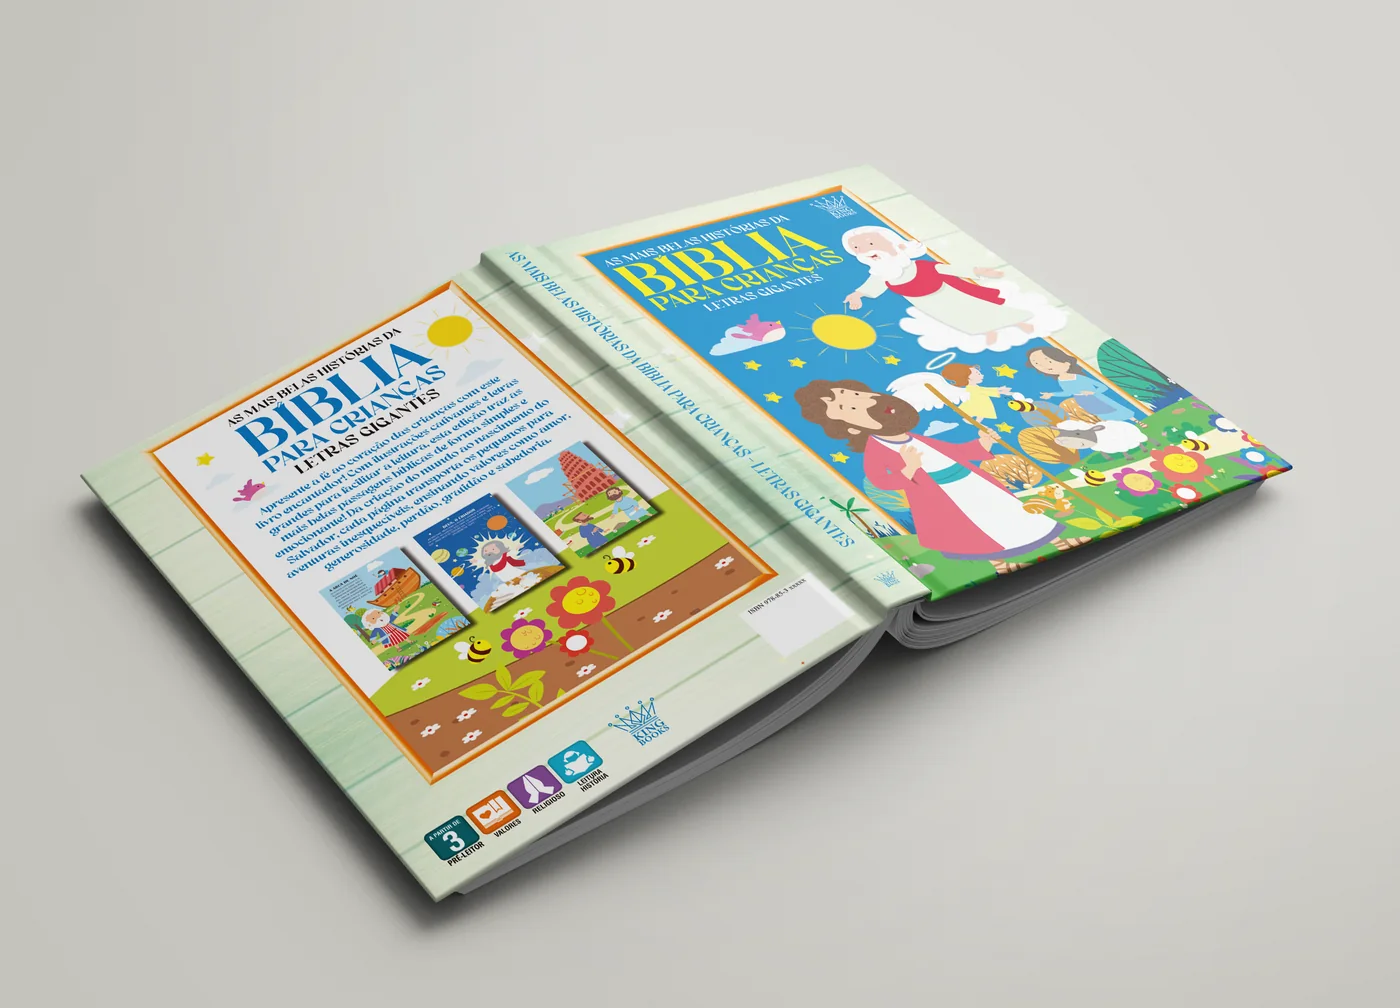 AS MAIS BELAS HISTÓRIAS DA
BÍBLIA
PARA CRIANÇAS
LETRAS GIGANTES
KING
BOOKS
AS MAIS BELAS HISTÓRIAS DA BÍBLIA PARA CRIANÇAS - LETRAS GIGANTES
AS MAIS BELAS HISTÓRIAS DA
BÍBLIA
PARA CRIANÇAS
LETRAS GIGANTES
Apresente a fé ao coração das crianças com este
livro encantador! Com ilustrações cativantes e letras
grandes para facilitar a leitura, esta edição traz as
mais belas passagens bíblicas de forma simples e
emocionante! Da criação do mundo ao nascimento do
Salvador, cada página transporta os pequenos para
aventuras inesquecíveis, ensinando valores como amor,
generosidade, perdão, gratidão e sabedoria.
ISBN 978-85-3 xxxxx
KING
BOOKS
A PARTIR DE
3
PRÉ-LEITOR
VALORES
RELIGIOSO
LEITURA
HISTÓRIA